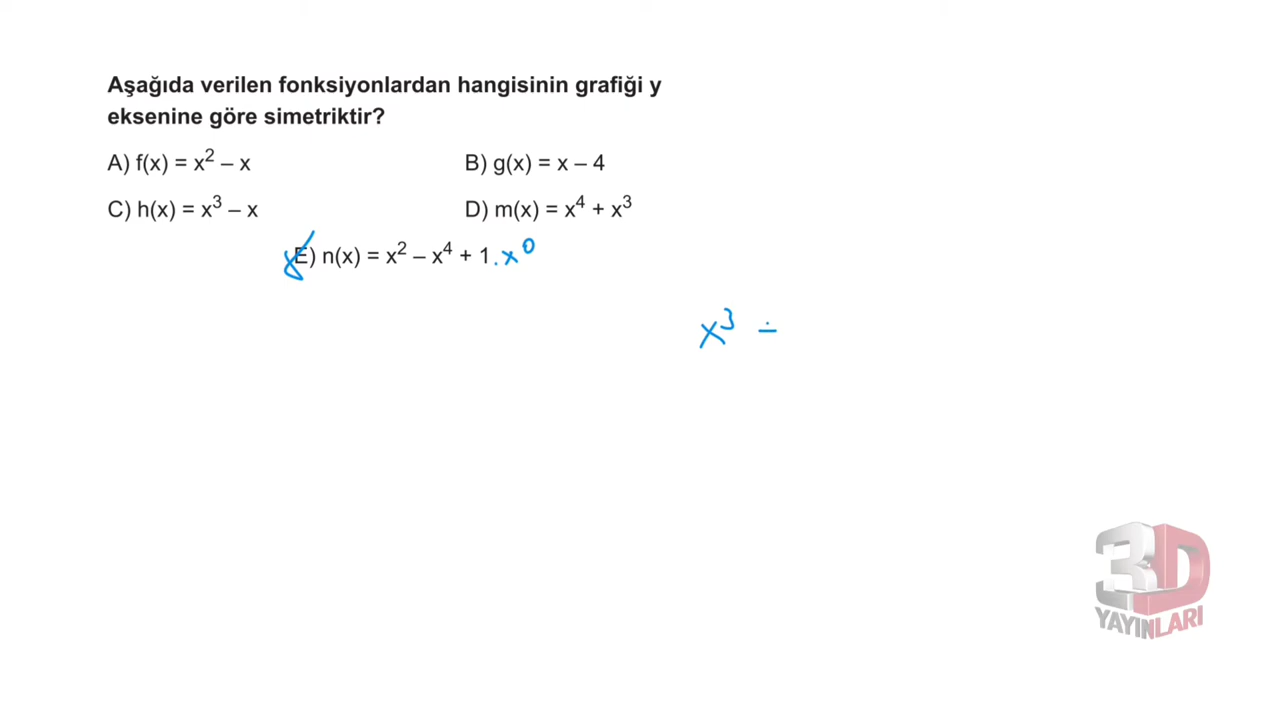 Aşağıda verilen fonksiyonlardan hangisinin grafiği y
eksenine göre simetriktir?
A) f(x) = x² – x
B) g(x) = x – 4
C) h(x) = x³ – x
D) m(x) = x⁴ + x³
E) n(x) = x² – x⁴ + 1 . x⁰
x³ ÷
3D
YAYINLARI